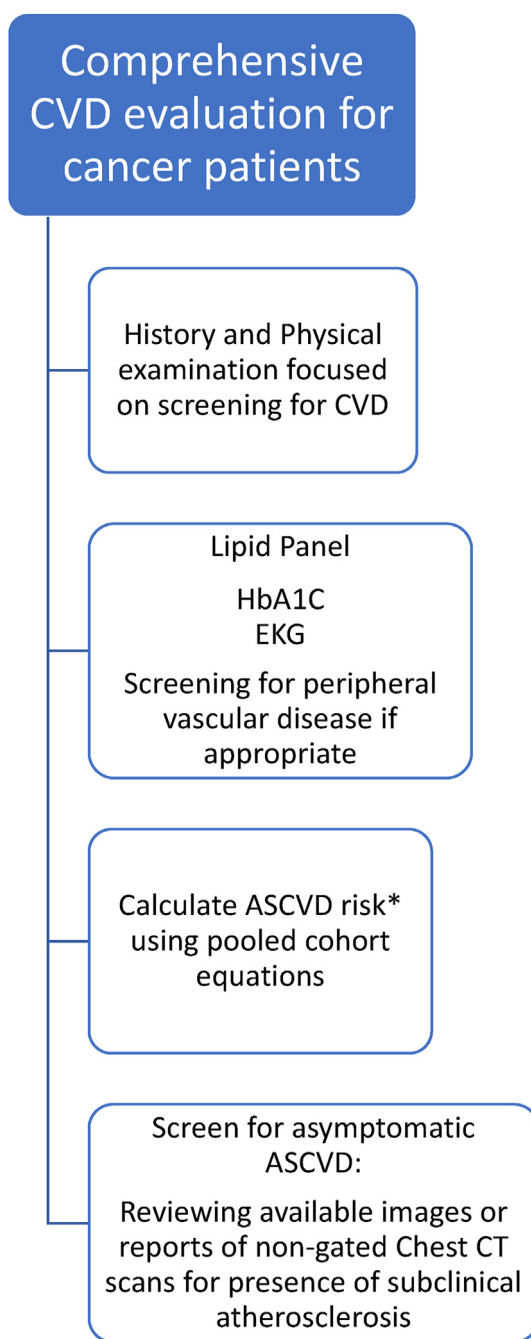 Comprehensive
CVD evaluation for
cancer patients
History and Physical
examination focused
on screening for CVD
Lipid Panel
HbA1C
EKG
Screening for peripheral
vascular disease if
appropriate
Calculate ASCVD risk*
using pooled cohort
equations
Screen for asymptomatic
ASCVD:
Reviewing available images or
reports of non-gated Chest CT
scans for presence of subclinical
atherosclerosis